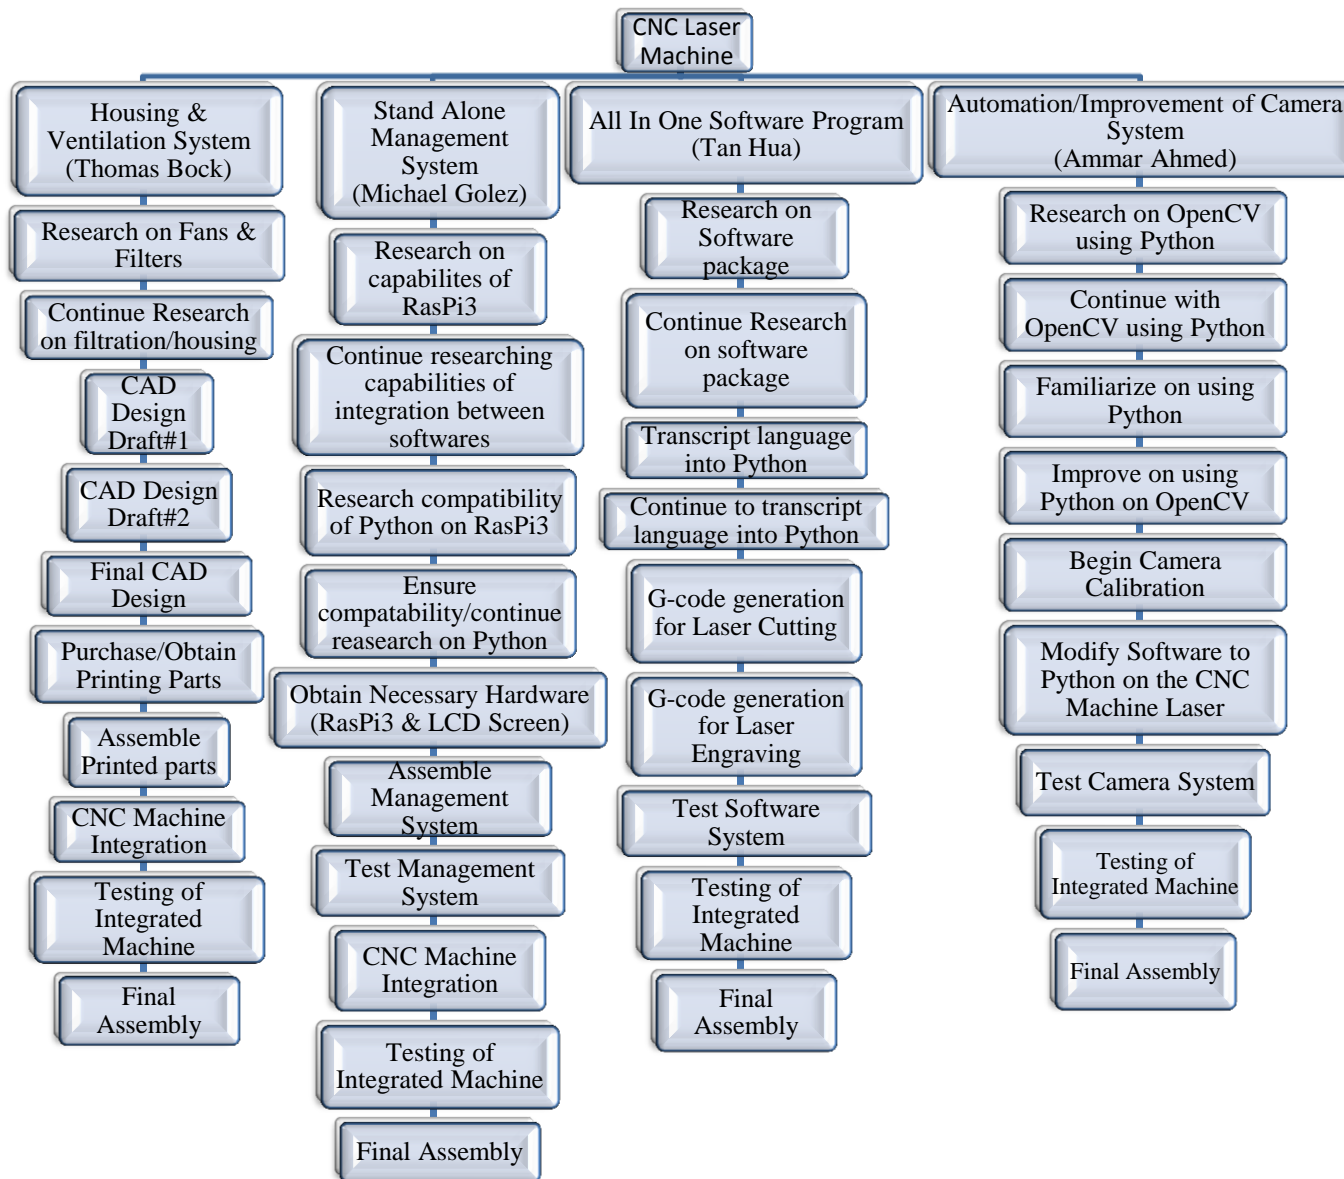 CNC Laser
Machine
Housing &
Ventilation System
(Thomas Bock)
Research on Fans &
Filters
Continue Research
on filtration/housing
CAD
Design
Draft#1
CAD Design
Draft#2
Final CAD
Design
Purchase/Obtain
Printing Parts
Assemble
Printed parts
CNC Machine
Integration
Testing of
Integrated
Machine
Final
Assembly
Stand Alone
Management
System
(Michael Golez)
Research on
capabilites of
RasPi3
Continue researching
capabilities of
integration between
softwares
Research compatibility
of Python on RasPi3
Ensure
compatability/continue
reasearch on Python
Obtain Necessary Hardware
(RasPi3 & LCD Screen)
Assemble
Management
System
Test Management
System
CNC Machine
Integration
Testing of
Integrated Machine
Final Assembly
All In One Software Program
(Tan Hua)
Research on
Software
package
Continue Research
on software
package
Transcript language
into Python
Continue to transcript
language into Python
G-code generation
for Laser Cutting
G-code generation
for Laser
Engraving
Test Software
System
Testing of
Integrated
Machine
Final
Assembly
Automation/Improvement of Camera
System
(Ammar Ahmed)
Research on OpenCV
using Python
Continue with
OpenCV using Python
Familiarize on using
Python
Improve on using
Python on OpenCV
Begin Camera
Calibration
Modify Software to
Python on the CNC
Machine Laser
Test Camera System
Testing of
Integrated Machine
Final Assembly